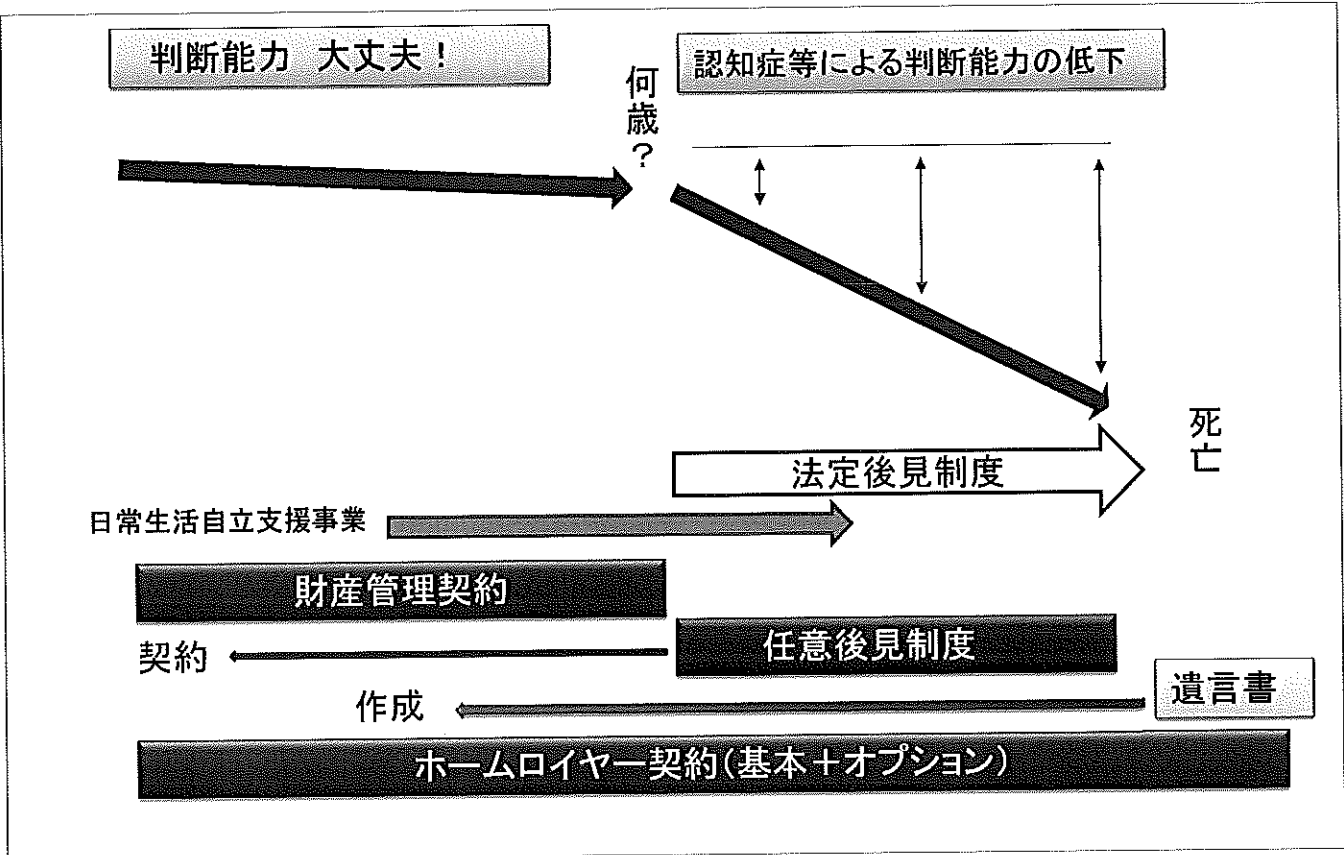 判断能力 大丈夫！
何歳？
認知症等による判断能力の低下
死亡
法定後見制度
日常生活自立支援事業
財産管理契約
契約
任意後見制度
作成
遺言書
ホームロイヤー契約(基本＋オプション)